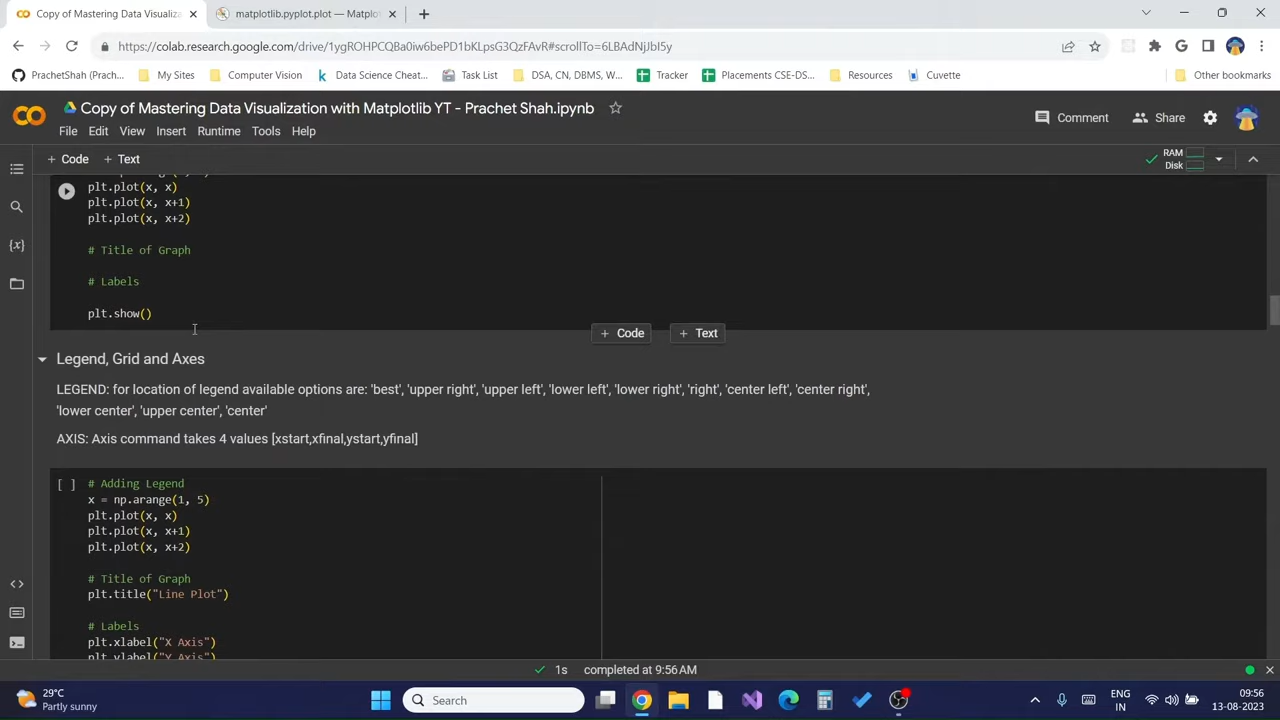 Copy of Mastering Data Visualiza
matplotlib.pyplot.plot — Matplotl
https://colab.research.google.com/drive/1ygROHPCQBa0iw6bePD1bKLpsG3QzFAvR#scrollTo=6LBAdNjJbI5y
PrachetShah (Prach... My Sites Computer Vision Data Science Cheat... Task List DSA, CN, DBMS, W... Tracker Placements CSE-DS... Resources Cuvette Other bookmarks
CO Copy of Mastering Data Visualization with Matplotlib YT - Prachet Shah.ipynb
Comment Share
File Edit View Insert Runtime Tools Help
+ Code + Text
RAM
Disk
plt.plot(x, x)
plt.plot(x, x+1)
plt.plot(x, x+2)
# Title of Graph
# Labels
plt.show()
+ Code + Text
Legend, Grid and Axes
LEGEND: for location of legend available options are: 'best', 'upper right', 'upper left', 'lower left', 'lower right', 'right', 'center left', 'center right',
'lower center', 'upper center', 'center'
AXIS: Axis command takes 4 values [xstart,xfinal,ystart,yfinal]
[ ] # Adding Legend
x = np.arange(1, 5)
plt.plot(x, x)
plt.plot(x, x+1)
plt.plot(x, x+2)
# Title of Graph
plt.title("Line Plot")
# Labels
plt.xlabel("X Axis")
plt.ylabel("Y Axis")
1s completed at 9:56 AM
29°C
Partly sunny
Search
ENG
IN
09:56
13-08-2023